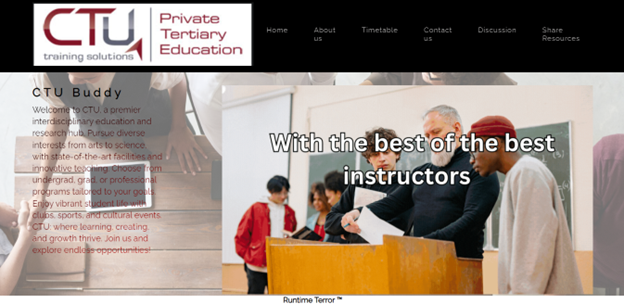 CTU
training solutions
Private
Tertiary
Education
Home
About
us
Timetable
Contact
us
Discussion
Share
Resources
CTU Buddy
Welcome to CTU, a premier
interdisciplinary education and
research hub. Pursue diverse
interests from arts to science,
with state-of-the-art facilities and
innovative teaching. Choose from
undergrad, grad, or professional
programs tailored to your goals.
Enjoy vibrant student life with
clubs, sports, and cultural events.
CTU: where learning, creating,
and growth thrive. Join us and
explore endless opportunities!
With the best of the best
instructors
Runtime Terror ™